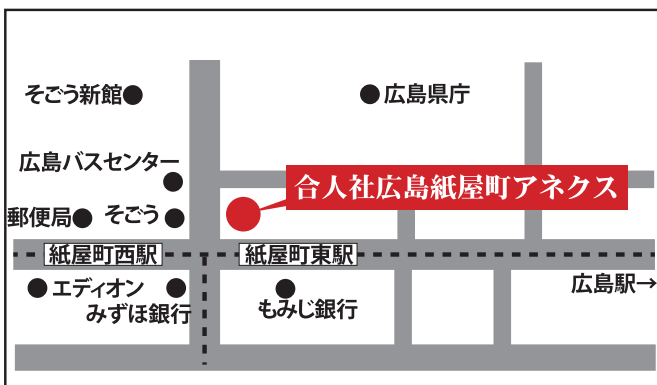 そごう新館
広島県庁
広島バスセンター
合人社広島紙屋町アネクス
郵便局
そごう
紙屋町西駅
紙屋町東駅
広島駅→
エディオン
みずほ銀行
もみじ銀行